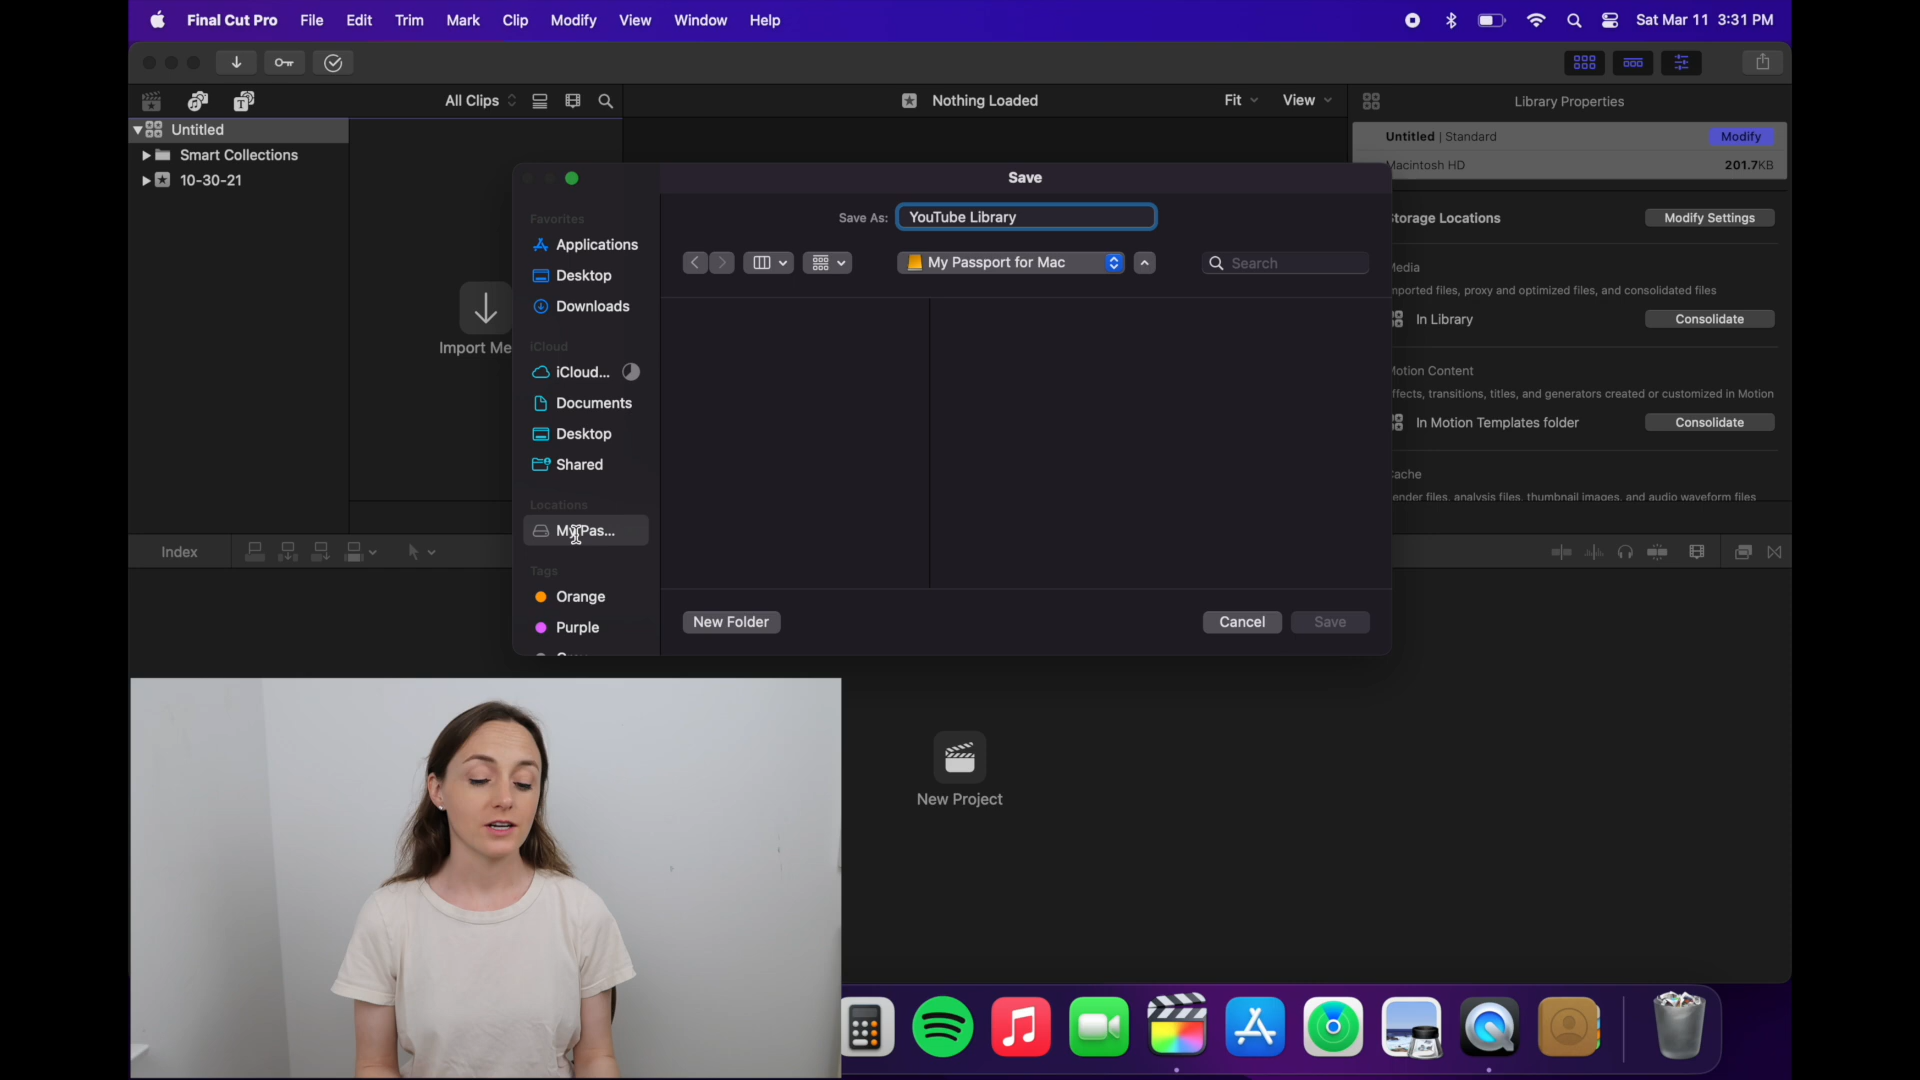 Final Cut Pro File Edit Trim Mark Clip Modify View Window Help
Sat Mar 11 3:31 PM
All Clips
Nothing Loaded
Fit
View
Library Properties
Untitled
Smart Collections
10-30-21
Import Me
Untitled | Standard
Modify
Macintosh HD
201.7KB
Storage Locations
Modify Settings
Media
mported files, proxy and optimized files, and consolidated files
In Library
Consolidate
Motion Content
ffects, transitions, titles, and generators created or customized in Motion
In Motion Templates folder
Consolidate
Cache
ender files, analysis files, thumbnail images, and audio waveform files
Save
Save As:
YouTube Library
My Passport for Mac
Search
Favorites
Applications
Desktop
Downloads
iCloud
iCloud...
Documents
Desktop
Shared
Locations
My Pas...
Tags
Orange
Purple
New Folder
Cancel
Save
Index
New Project